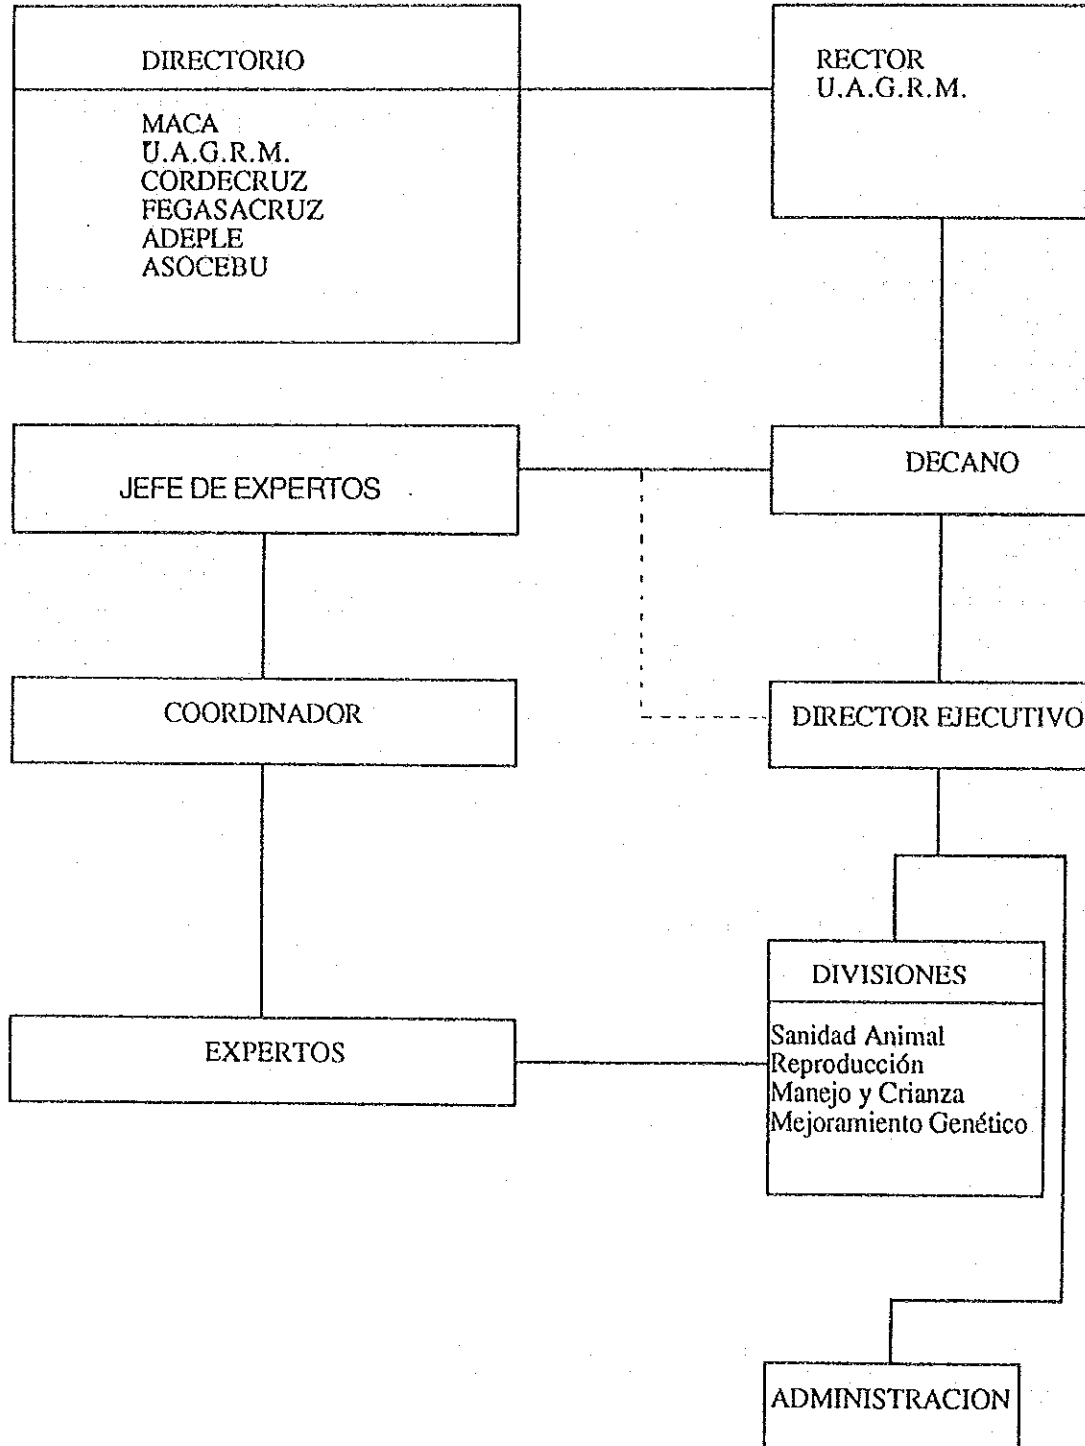 DIRECTORIO
MACA
U.A.G.R.M.
CORDECRUZ
FEGASACRUZ
ADEPLE
ASOCEBU
RECTOR
U.A.G.R.M.
JEFE DE EXPERTOS
DECANO
COORDINADOR
DIRECTOR EJECUTIVO
EXPERTOS
DIVISIONES
Sanidad Animal
Reproducción
Manejo y Crianza
Mejoramiento Genético
ADMINISTRACION